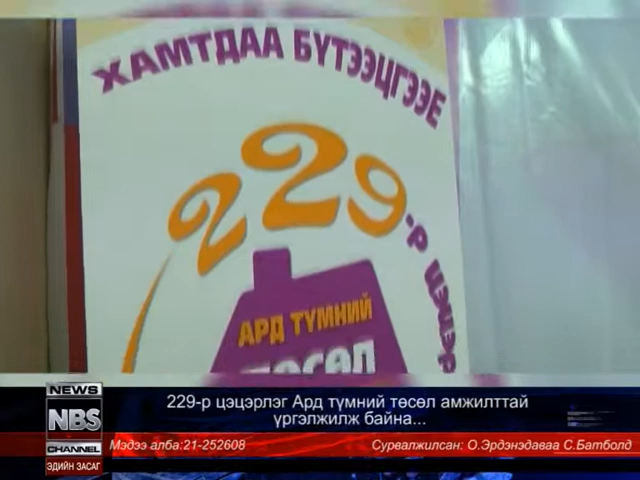 ХАМТДАА БҮТЭЭЦГЭЭЕ
229-р ЦЭЦЭР
АРД ТҮМНИЙ
ТӨСӨЛ
NEWS
NBS
CHANNEL
ЭДИЙН ЗАСАГ
229-р цэцэрлэг Ард түмний төсөл амжилттай
үргэлжилж байна...
Мэдээ алба:21-252608
Сурвалжилсан: О.Эрдэнэдаваа С.Батболд